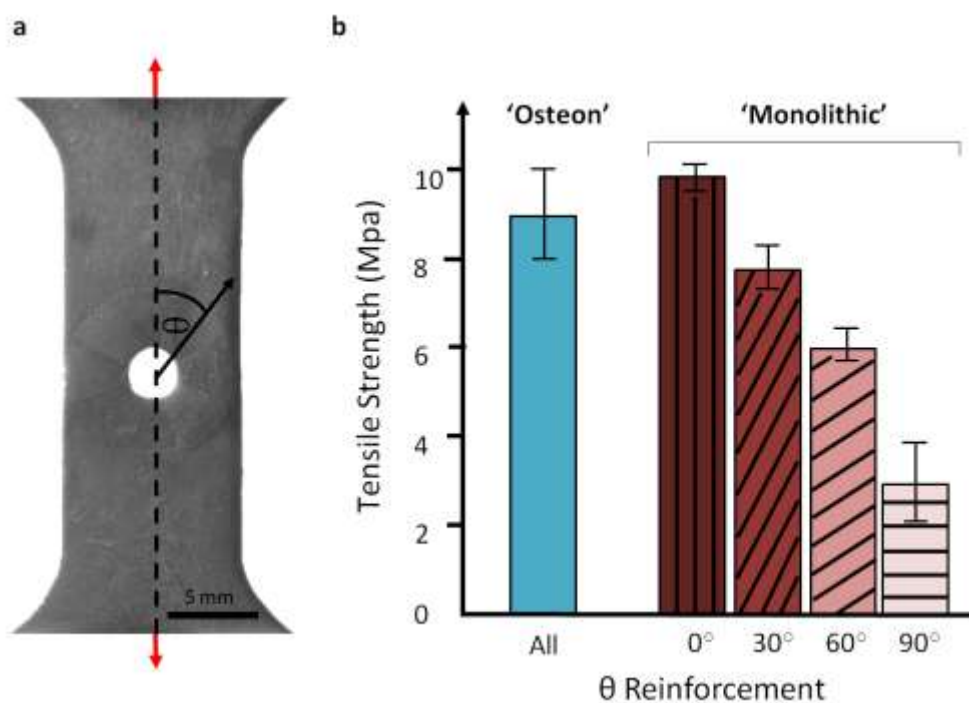 a
θ
5 mm
b
'Osteon'
'Monolithic'
Tensile Strength (Mpa)
10
8
6
4
2
0
All
0°
30°
60°
90°
θ Reinforcement